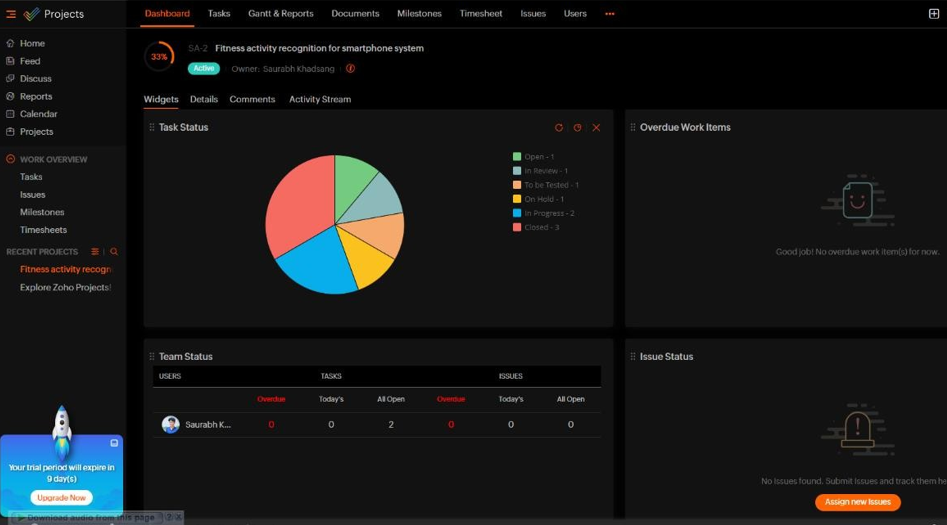 Projects
Dashboard Tasks Gantt & Reports Documents Milestones Timesheet Issues Users
33%
SA-2 Fitness activity recognition for smartphone system
Active Owner: Saurabh Khadsang
Home
Feed
Discuss
Reports
Calendar
Projects
WORK OVERVIEW
Tasks
Issues
Milestones
Timesheets
RECENT PROJECTS
Fitness activity recogn
Explore Zoho Projects!
Your trial period will expire in
9 day(s)
Upgrade Now
Download audio from this page ? x
Widgets Details Comments Activity Stream
Task Status
Open - 1
In Review - 1
To be Tested - 1
On Hold - 1
In Progress - 2
Closed - 3
Overdue Work Items
Good job! No overdue work item(s) for now.
Team Status
USERS TASKS ISSUES
Overdue Today's All Open Overdue Today's All Open
Saurabh K... 0 0 2 0 0 0
Issue Status
No Issues found. Submit Issues and track them he
Assign new Issues